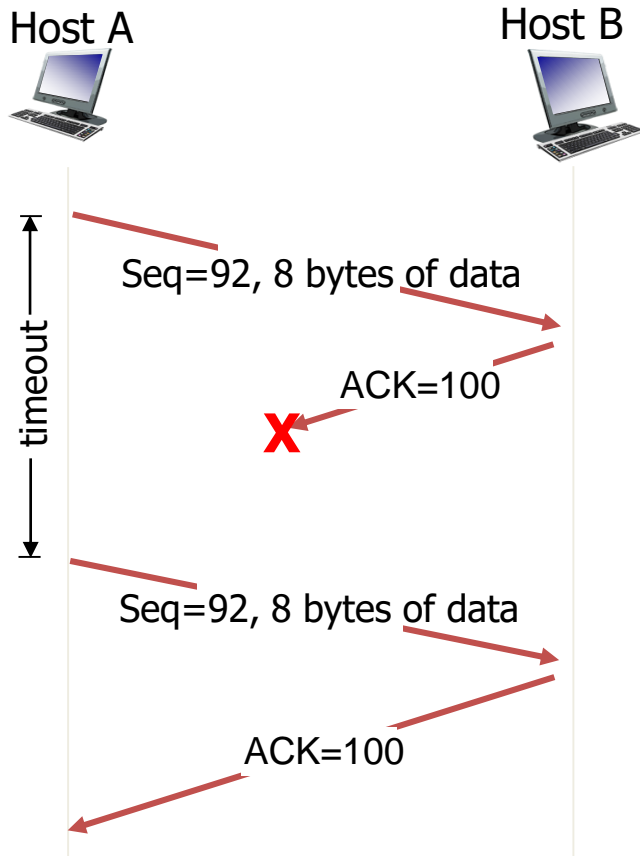 Host A
Host B
Seq=92, 8 bytes of data
ACK=100
X
timeout
Seq=92, 8 bytes of data
ACK=100